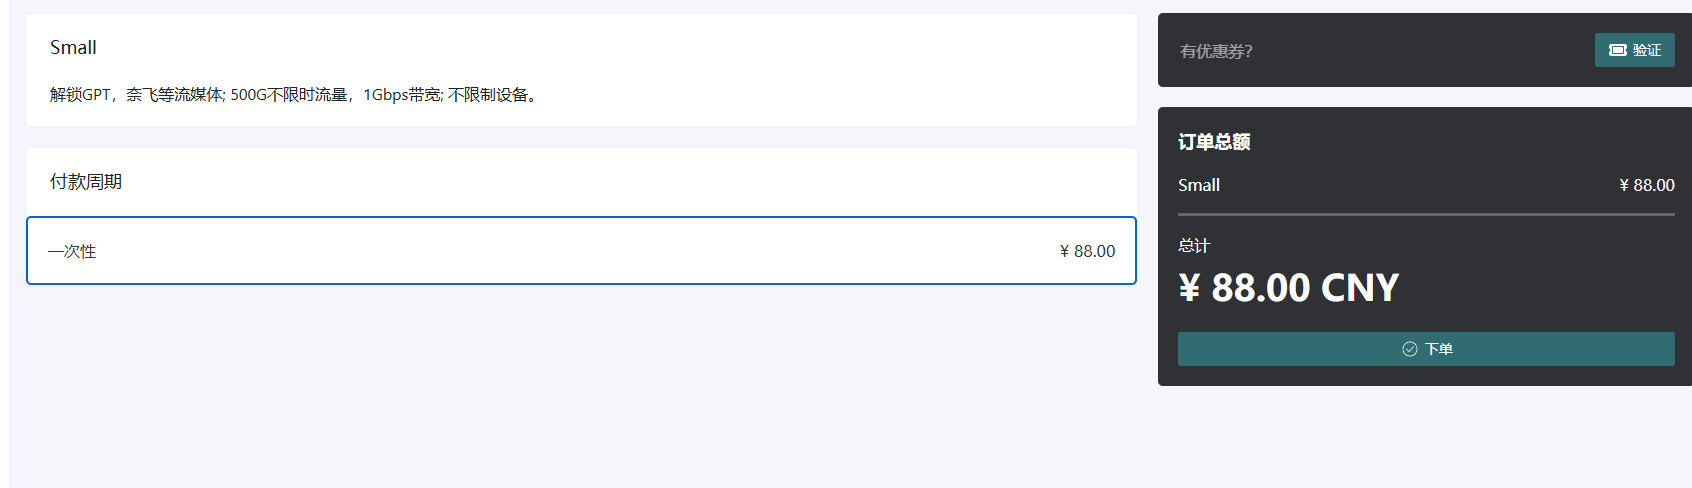 Small
解锁GPT，奈飞等流媒体; 500G不限时流量，1Gbps带宽; 不限制设备。
付款周期
一次性 ¥ 88.00
有优惠券?
验证
订单总额
Small ¥ 88.00
总计
¥ 88.00 CNY
下单